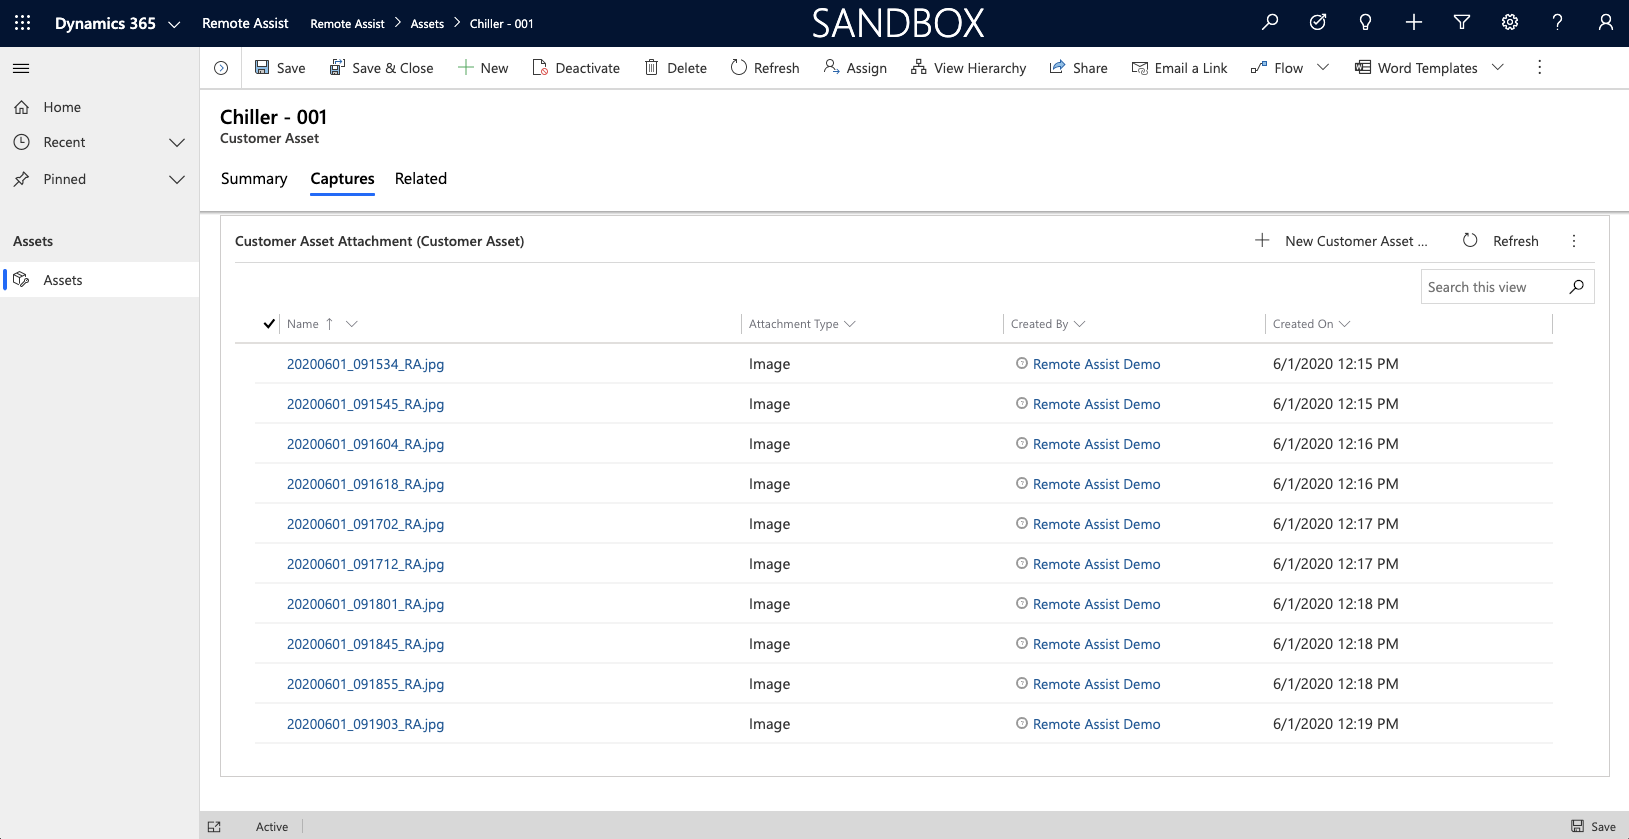 Dynamics 365 Remote Assist Remote Assist Assets Chiller - 001 SANDBOX
Save Save & Close New Deactivate Delete Refresh Assign View Hierarchy Share Email a Link Flow Word Templates
Home
Recent
Pinned
Assets
Assets
Chiller - 001
Customer Asset
Summary Captures Related
Customer Asset Attachment (Customer Asset) New Customer Asset ... Refresh
Search this view
Name Attachment Type Created By Created On
20200601_091534_RA.jpg Image Remote Assist Demo 6/1/2020 12:15 PM
20200601_091545_RA.jpg Image Remote Assist Demo 6/1/2020 12:15 PM
20200601_091604_RA.jpg Image Remote Assist Demo 6/1/2020 12:16 PM
20200601_091618_RA.jpg Image Remote Assist Demo 6/1/2020 12:16 PM
20200601_091702_RA.jpg Image Remote Assist Demo 6/1/2020 12:17 PM
20200601_091712_RA.jpg Image Remote Assist Demo 6/1/2020 12:17 PM
20200601_091801_RA.jpg Image Remote Assist Demo 6/1/2020 12:18 PM
20200601_091845_RA.jpg Image Remote Assist Demo 6/1/2020 12:18 PM
20200601_091855_RA.jpg Image Remote Assist Demo 6/1/2020 12:18 PM
20200601_091903_RA.jpg Image Remote Assist Demo 6/1/2020 12:19 PM
Active Save